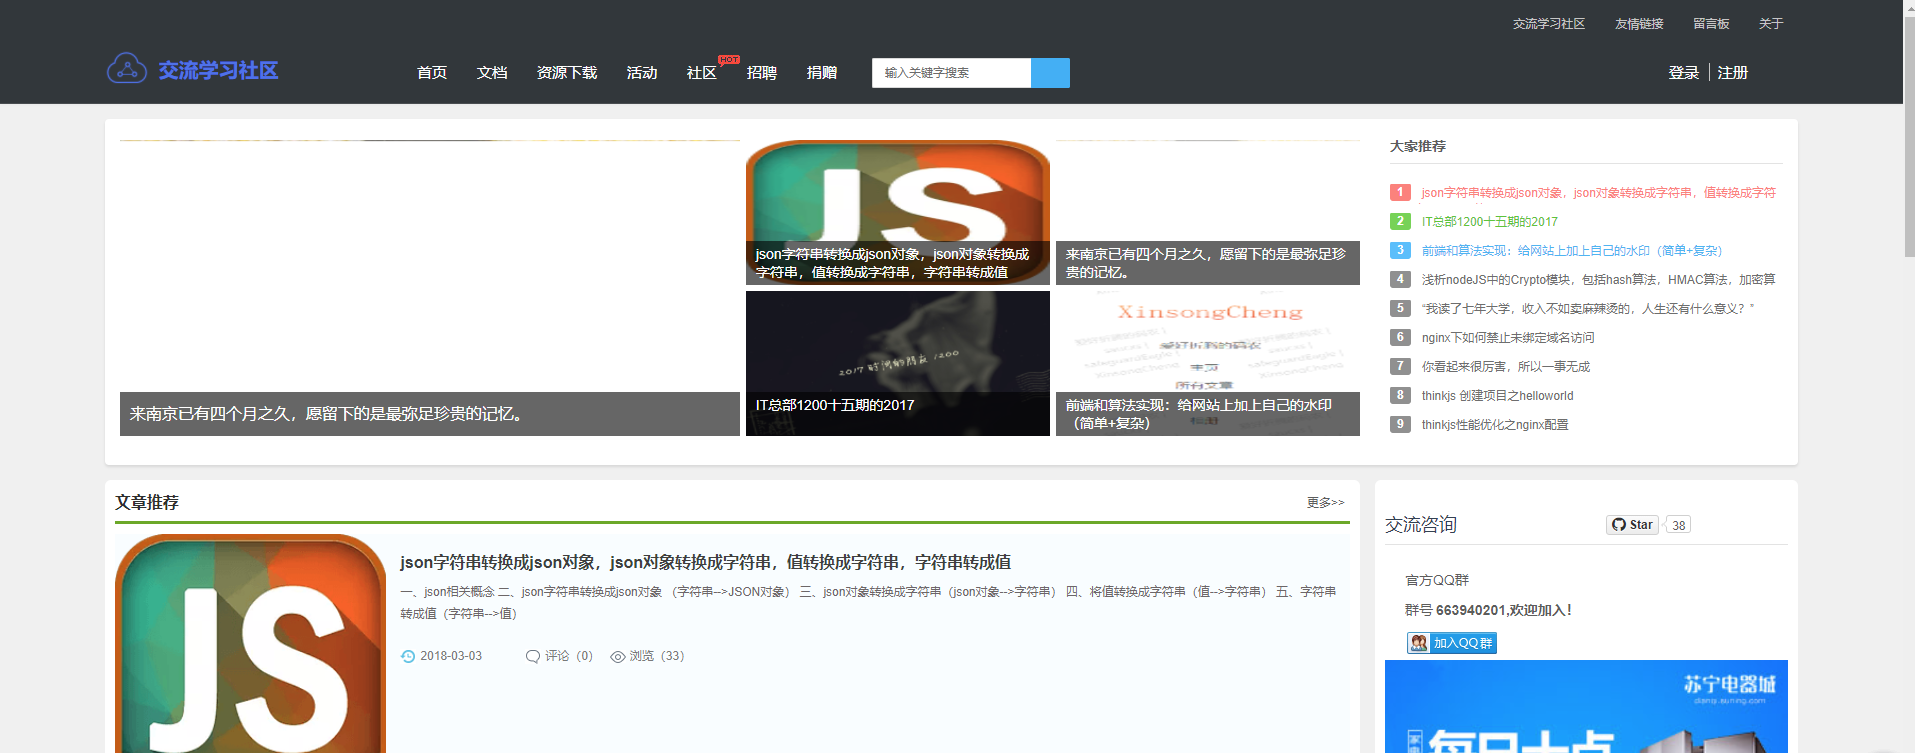 交流学习社区 友情链接 留言板 关于
交流学习社区
首页 文档 资源下载 活动 社区 HOT 招聘 捐赠
输入关键字搜索
登录 注册
来南京已有四个月之久，愿留下的是最弥足珍贵的记忆。
JS
json字符串转换成json对象，json对象转换成
字符串，值转换成字符串，字符串转成值
来南京已有四个月之久，愿留下的是最弥足珍
贵的记忆。
2017 时光的朋友 1200
IT总部1200十五期的2017
XinsongCheng
主页
所有文章
前端和算法实现：给网站上加上自己的水印
（简单+复杂）
大家推荐
1 json字符串转换成json对象，json对象转换成字符串，值转换成字符
2 IT总部1200十五期的2017
3 前端和算法实现：给网站上加上自己的水印（简单+复杂）
4 浅析nodeJS中的Crypto模块，包括hash算法，HMAC算法，加密算
5 “我读了七年大学，收入不如卖麻辣烫的，人生还有什么意义？”
6 nginx下如何禁止未绑定域名访问
7 你看起来很厉害，所以一事无成
8 thinkjs 创建项目之helloworld
9 thinkjs性能优化之nginx配置
文章推荐 更多>>
JS
json字符串转换成json对象，json对象转换成字符串，值转换成字符串，字符串转成值
一、json相关概念 二、json字符串转换成json对象 （字符串-->JSON对象） 三、json对象转换成字符串（json对象-->字符串） 四、将值转换成字符串（值-->字符串） 五、字符串
转成值（字符串-->值）
2018-03-03 评论（0） 浏览（33）
交流咨询 Star 38
官方QQ群
群号 663940201,欢迎加入！
加入QQ群
苏宁电器城
dianqi.suning.com
每日十点